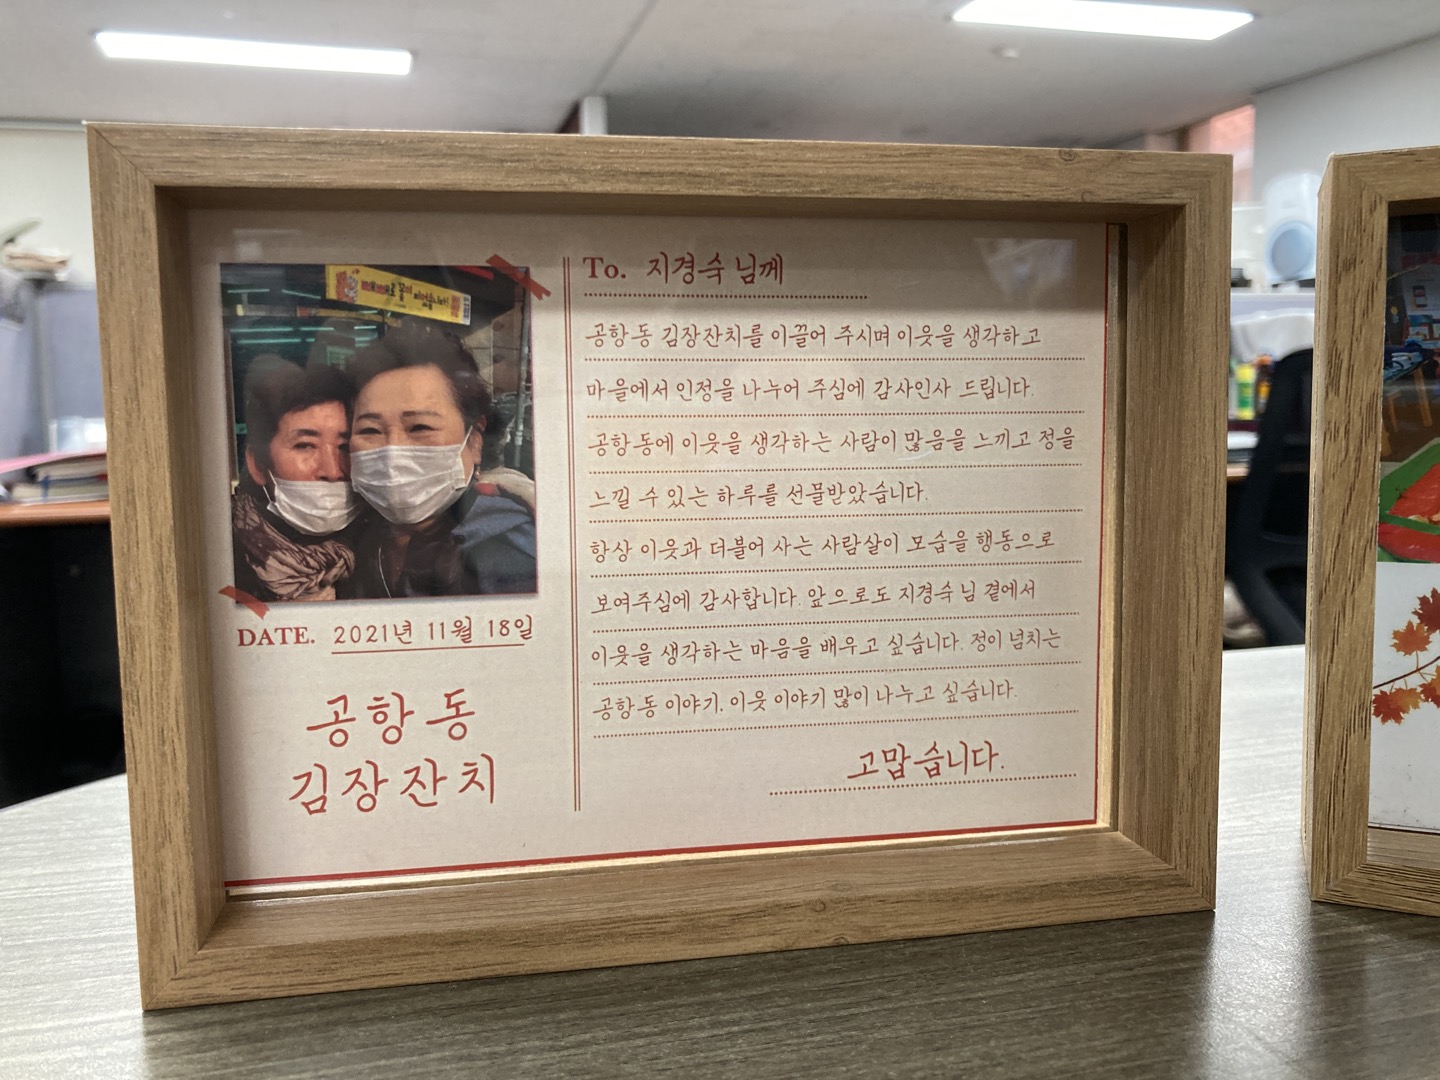 To. 지경숙 님께
공항동 김장잔치를 이끌어 주시며 이웃을 생각하고
마을에서 인정을 나누어 주심에 감사인사 드립니다.
공항동에 이웃을 생각하는 사람이 많음을 느끼고 정을
느낄 수 있는 하루를 선물받았습니다.
항상 이웃과 더불어 사는 사람살이 모습을 행동으로
보여주심에 감사합니다. 앞으로도 지경숙 님 곁에서
이웃을 생각하는 마음을 배우고 싶습니다. 정이 넘치는
공항동 이야기, 이웃 이야기 많이 나누고 싶습니다.
고맙습니다.
DATE. 2021년 11월 18일
공항동
김장잔치